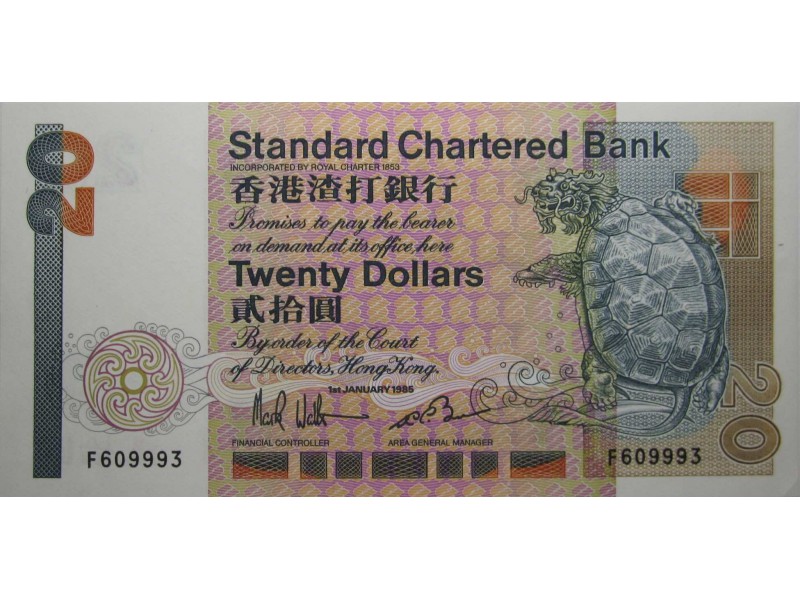 20
Standard Chartered Bank
INCORPORATED BY ROYAL CHARTER 1853
香港渣打銀行
Promises to pay the bearer
on demand at its office here
Twenty Dollars
貳拾圓
By order of the Court
of Directors, Hong Kong.
1st JANUARY 1985
FINANCIAL CONTROLLER
AREA GENERAL MANAGER
F609993
F609993
20